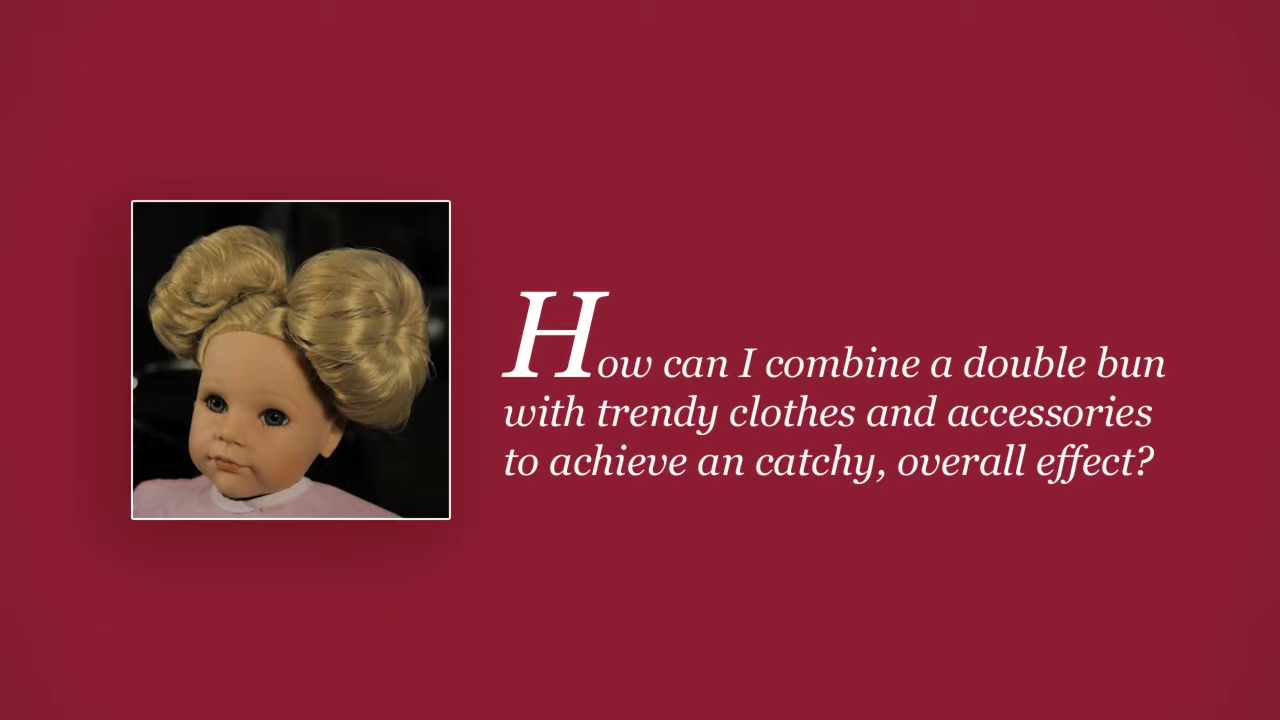 How can I combine a double bun
with trendy clothes and accessories
to achieve an catchy, overall effect?